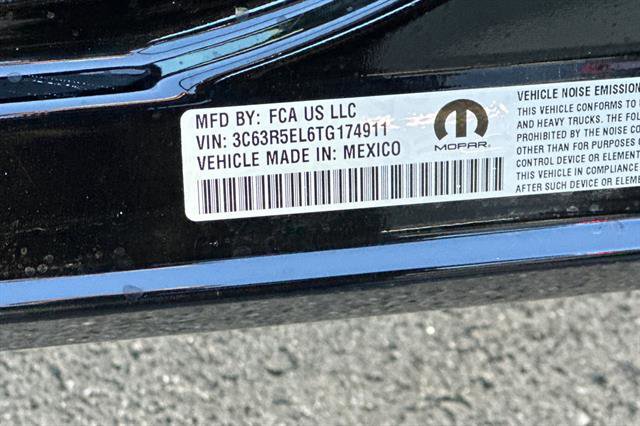 MFD BY: FCA US LLC
VIN: 3C63R5EL6TG174911
VEHICLE MADE IN: MEXICO
MOPAR
VEHICLE NOISE EMISSION
THIS VEHICLE CONFORMS TO
AND HEAVY TRUCKS. THE
PROHIBITED BY THE NOISE CO
OTHER THAN FOR PURPOSES
CONTROL DEVICE OR ELEMENT
THIS VEHICLE IN COMPLIANCE
AFTER SUCH DEVICE OR ELEM